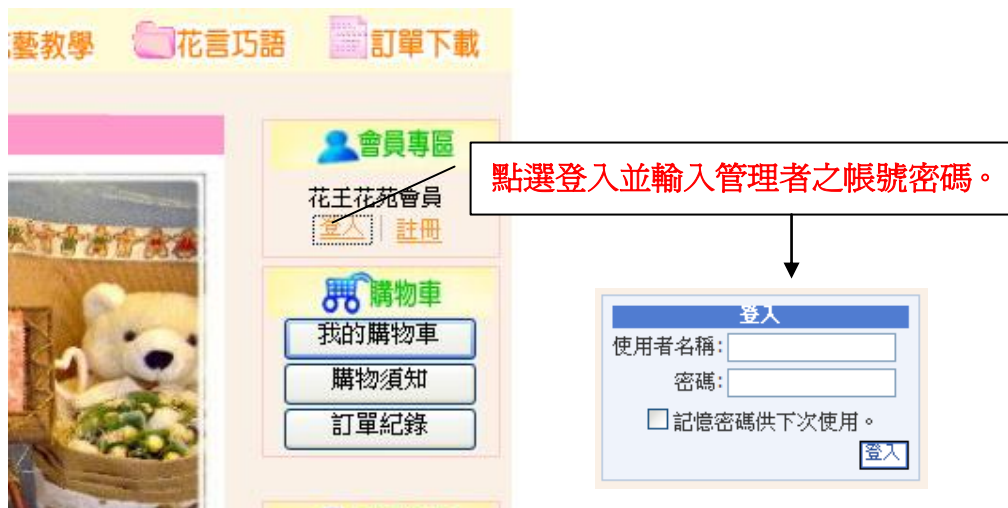 藝教學 花言巧語 訂單下載
會員專區
花王花苑會員
登入 | 註冊
點選登入並輸入管理者之帳號密碼。
購物車
我的購物車
購物須知
訂單紀錄
登入
使用者名稱:
密碼:
記憶密碼供下次使用。
登入